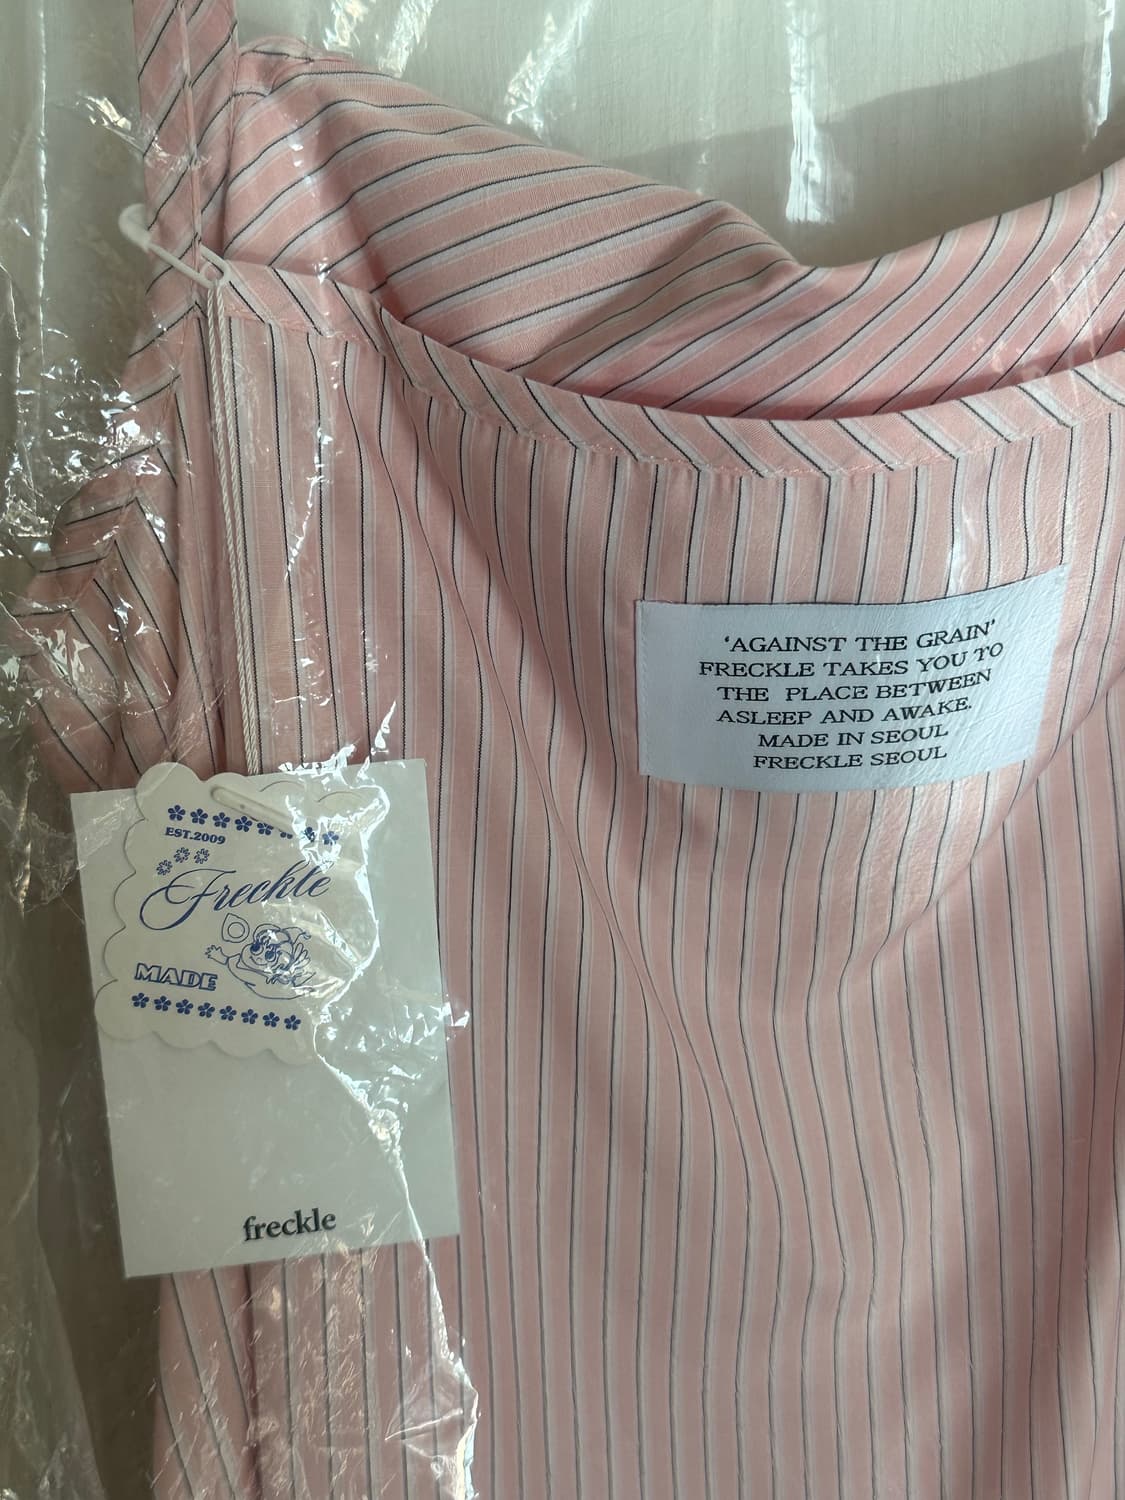 'AGAINST THE GRAIN'
FRECKLE TAKES YOU TO
THE PLACE BETWEEN
ASLEEP AND AWAKE.
MADE IN SEOUL
FRECKLE SEOUL
EST.2009
Freckle
MADE
freckle